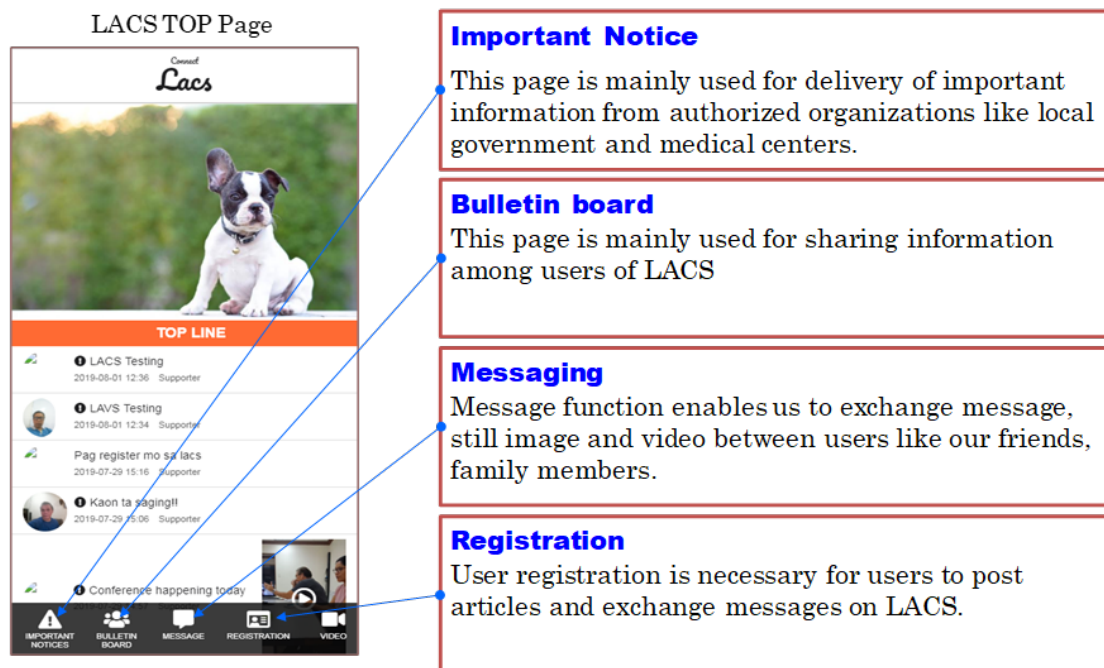 LACS TOP Page
Connect
Lacs
TOP LINE
LACS Testing
2019-08-01 12:36 Supporter
LAVS Testing
2019-08-01 12:34 Supporter
Pag register mo sa lacs
2019-07-29 15:16 Supporter
Kaon ta saging!!
2019-07-29 15:06 Supporter
Conference happening today
IMPORTANT
NOTICES
BULLETIN
BOARD
MESSAGE
REGISTRATION
VIDEO
Important Notice
This page is mainly used for delivery of important
information from authorized organizations like local
government and medical centers.
Bulletin board
This page is mainly used for sharing information
among users of LACS
Messaging
Message function enables us to exchange message,
still image and video between users like our friends,
family members.
Registration
User registration is necessary for users to post
articles and exchange messages on LACS.